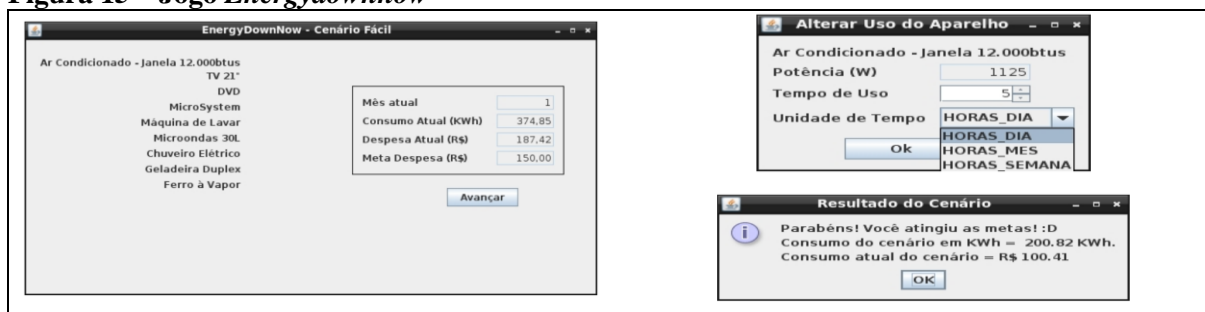 Figura 15 – Jogo Energydownnow
EnergyDownNow - Cenário Fácil
Ar Condicionado - Janela 12.000btus
TV 21"
DVD
MicroSystem
Máquina de Lavar
Microondas 30L
Chuveiro Elétrico
Geladeira Duplex
Ferro à Vapor
Mês atual 1
Consumo Atual (KWh) 374,85
Despesa Atual (R$) 187,42
Meta Despesa (R$) 150,00
Avançar
Alterar Uso do Aparelho
Ar Condicionado - Janela 12.000btus
Potência (W) 1125
Tempo de Uso 5
Unidade de Tempo HORAS_DIA
HORAS_DIA
HORAS_MES
HORAS_SEMANA
Ok
Resultado do Cenário
Parabéns! Você atingiu as metas! :D
Consumo do cenário em KWh = 200.82 KWh.
Consumo atual do cenário = R$ 100.41
OK